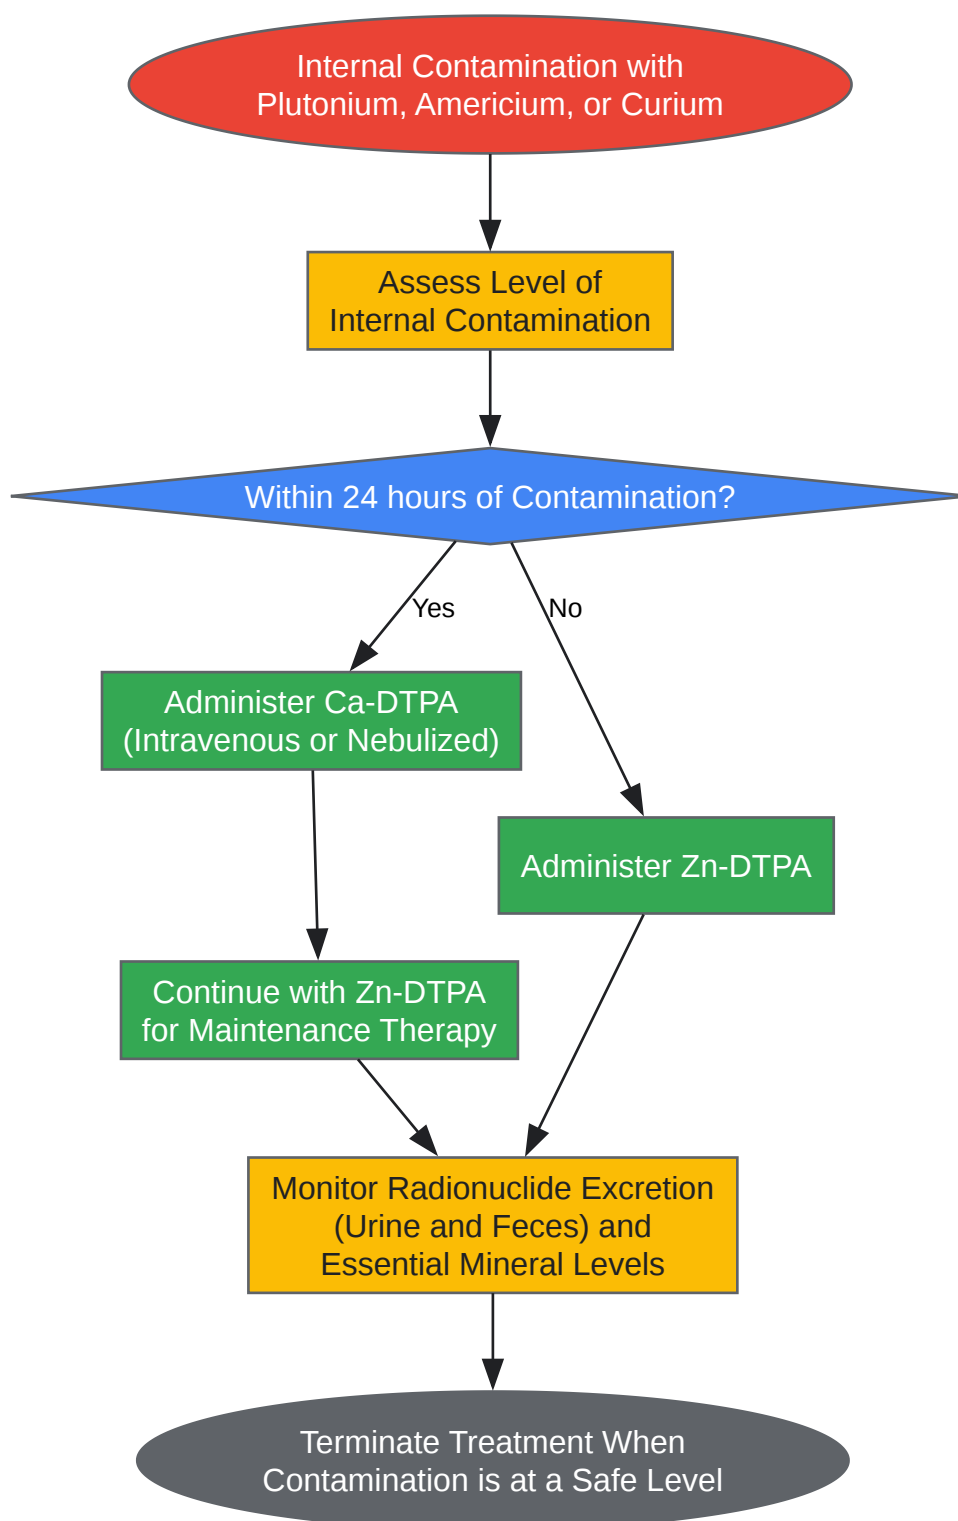 Internal Contamination with
Plutonium, Americium, or Curium
Assess Level of
Internal Contamination
Within 24 hours of Contamination?
Yes
No
Administer Ca-DTPA
(Intravenous or Nebulized)
Administer Zn-DTPA
Continue with Zn-DTPA
for Maintenance Therapy
Monitor Radionuclide Excretion
(Urine and Feces) and
Essential Mineral Levels
Terminate Treatment When
Contamination is at a Safe Level